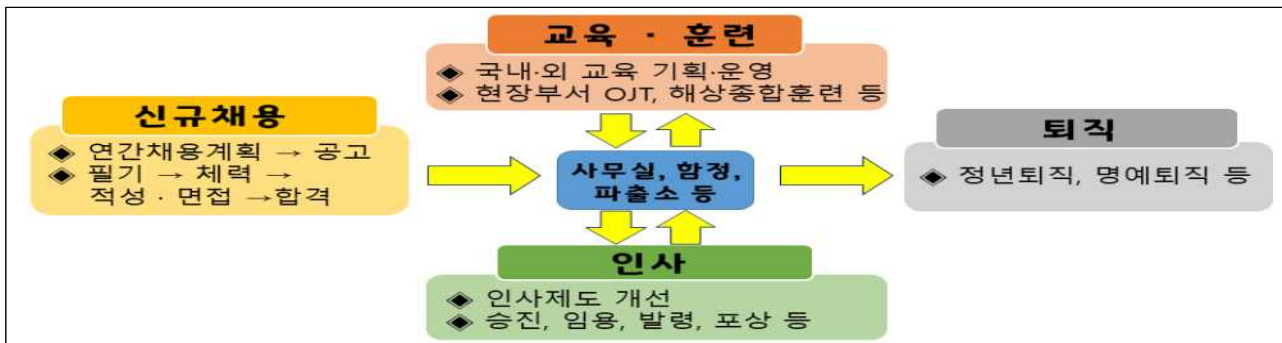 교육 · 훈련
◈ 국내·외 교육 기획·운영
◈ 현장부서 OJT, 해상종합훈련 등
신규채용
◈ 연간채용계획 → 공고
◈ 필기 → 체력 →
적성 · 면접 →합격
사무실, 함정,
파출소 등
퇴직
◈ 정년퇴직, 명예퇴직 등
인사
◈ 인사제도 개선
◈ 승진, 임용, 발령, 포상 등